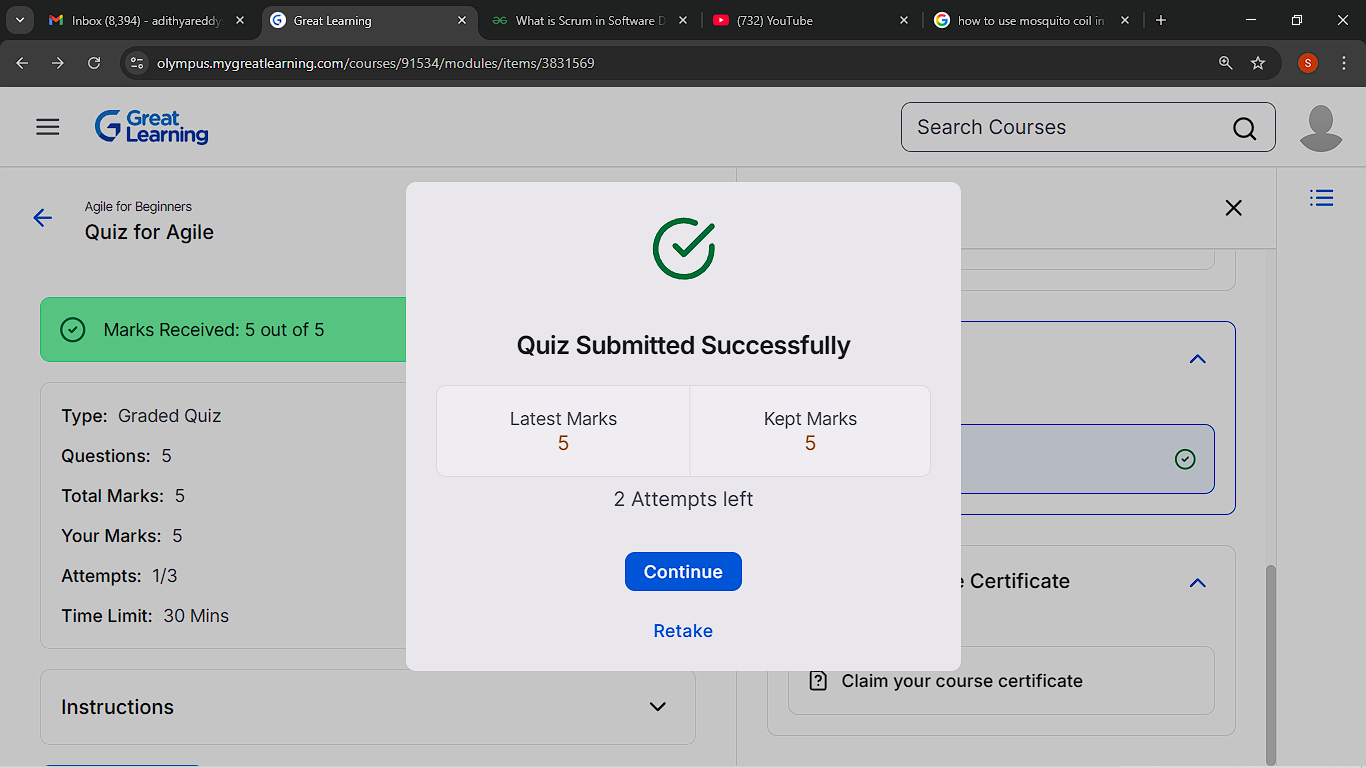 Inbox (8,394) - adithyareddy
Great Learning
What is Scrum in Software D
(732) YouTube
how to use mosquito coil in
olympus.mygreatlearning.com/courses/91534/modules/items/3831569
S
Great
Learning
Search Courses
Agile for Beginners
Quiz for Agile
Marks Received: 5 out of 5
Type: Graded Quiz
Questions: 5
Total Marks: 5
Your Marks: 5
Attempts: 1/3
Time Limit: 30 Mins
Instructions
Quiz Submitted Successfully
Latest Marks
5
Kept Marks
5
2 Attempts left
Continue
Retake
e Certificate
Claim your course certificate